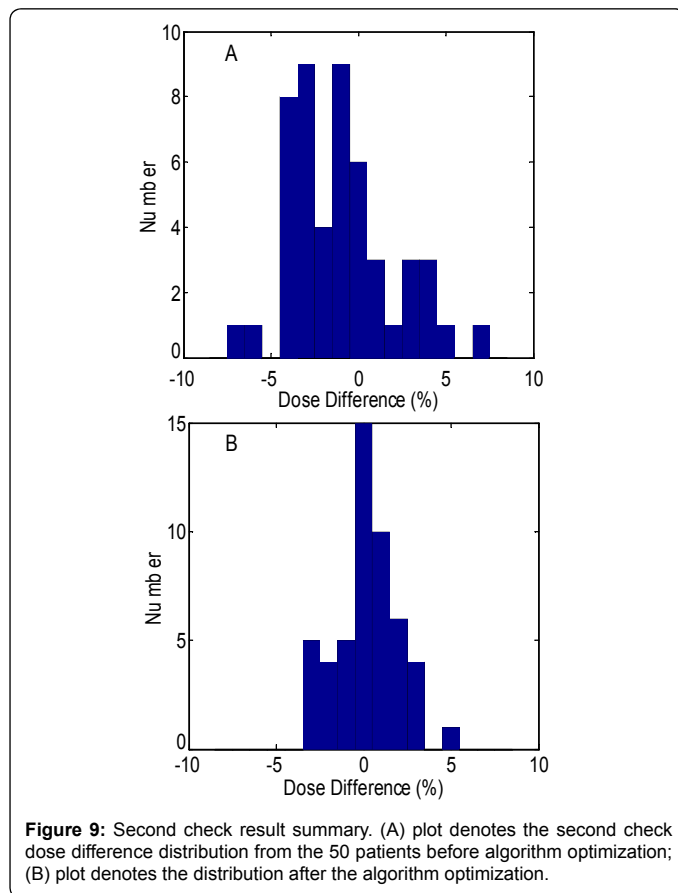 10
A
8
6
4
2
0
Nu mb er
-10 -5 0 5 10
Dose Difference (%)
15
B
10
5
0
Nu mb er
-10 -5 0 5 10
Dose Difference (%)
Figure 9: Second check result summary. (A) plot denotes the second check
dose difference distribution from the 50 patients before algorithm optimization;
(B) plot denotes the distribution after the algorithm optimization.